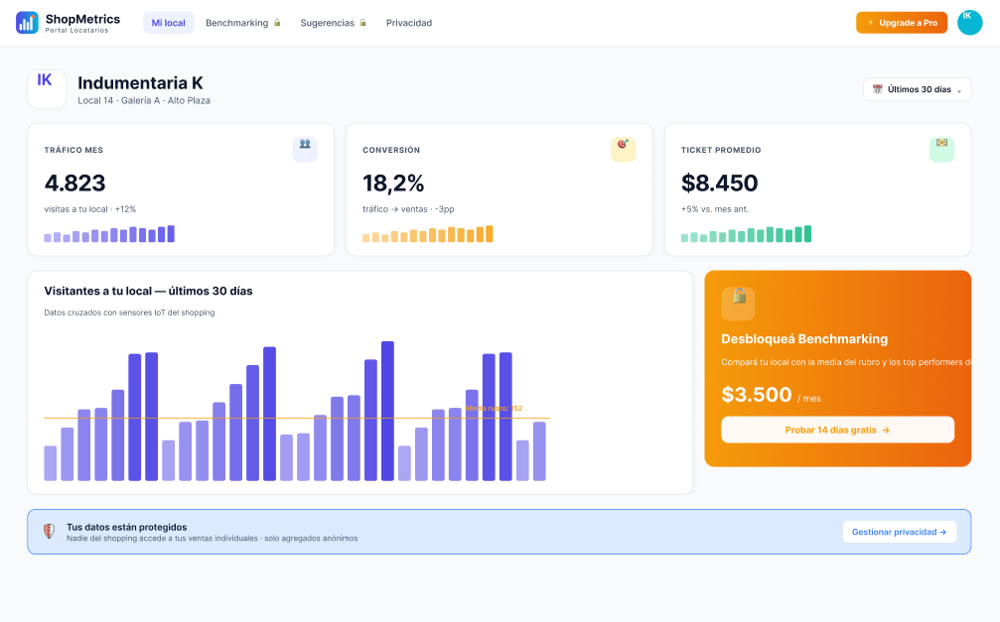 ShopMetrics
Portal Locatarios
Mi local
Benchmarking
Sugerencias
Privacidad
Upgrade a Pro
IK
IK
Indumentaria K
Local 14 · Galería A · Alto Plaza
Últimos 30 días
TRÁFICO MES
4.823
visitas a tu local · +12%
CONVERSIÓN
18,2%
tráfico → ventas · -3pp
TICKET PROMEDIO
$8.450
+5% vs. mes ant.
Visitantes a tu local — últimos 30 días
Datos cruzados con sensores IoT del shopping
Media rubro: 152
Desbloqueá Benchmarking
Compará tu local con la media del rubro y los top performers d
$3.500 / mes
Probar 14 días gratis →
Tus datos están protegidos
Nadie del shopping accede a tus ventas individuales · solo agregados anónimos
Gestionar privacidad →